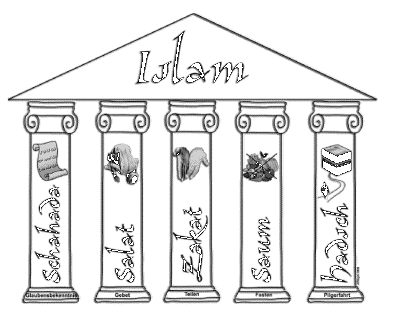 Islam
Schahada
Salat
Zakat
Saum
Hadsch
Glaubensbekenntnis
Gebet
Teilen
Fasten
Pilgerfahrt